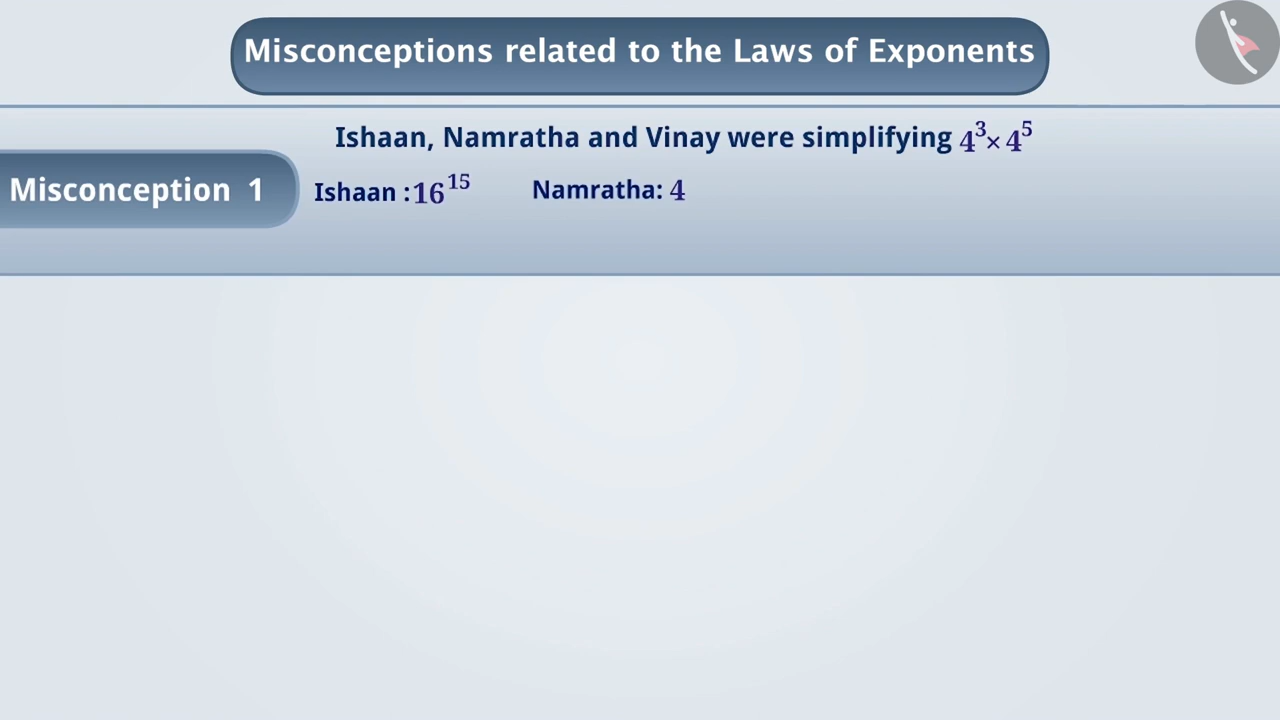 Misconceptions related to the Laws of Exponents
Ishaan, Namratha and Vinay were simplifying 4³×4⁵
Misconception 1
Ishaan :16¹⁵ Namratha: 4